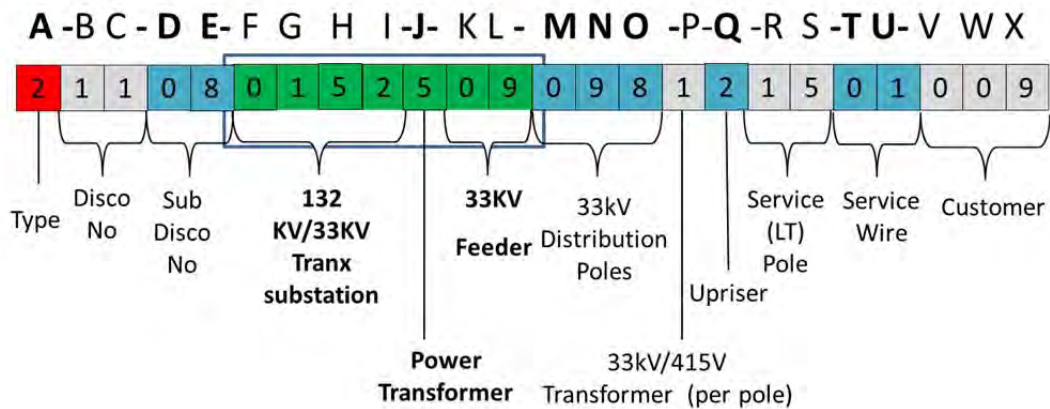 A -B C - D E- F G H I -J- K L - M N O -P- Q -R S -T U- V W X
2 1 1 0 8 0 1 5 2 5 0 9 0 9 8 1 2 1 5 0 1 0 0 9
Type
Disco
No
Sub
Disco
No
132
KV/33KV
Tranx
substation
33KV
Feeder
33kV
Distribution
Poles
Upriser
Service
(LT)
Pole
Service
Wire
Customer
Power
Transformer
33kV/415V
Transformer (per pole)